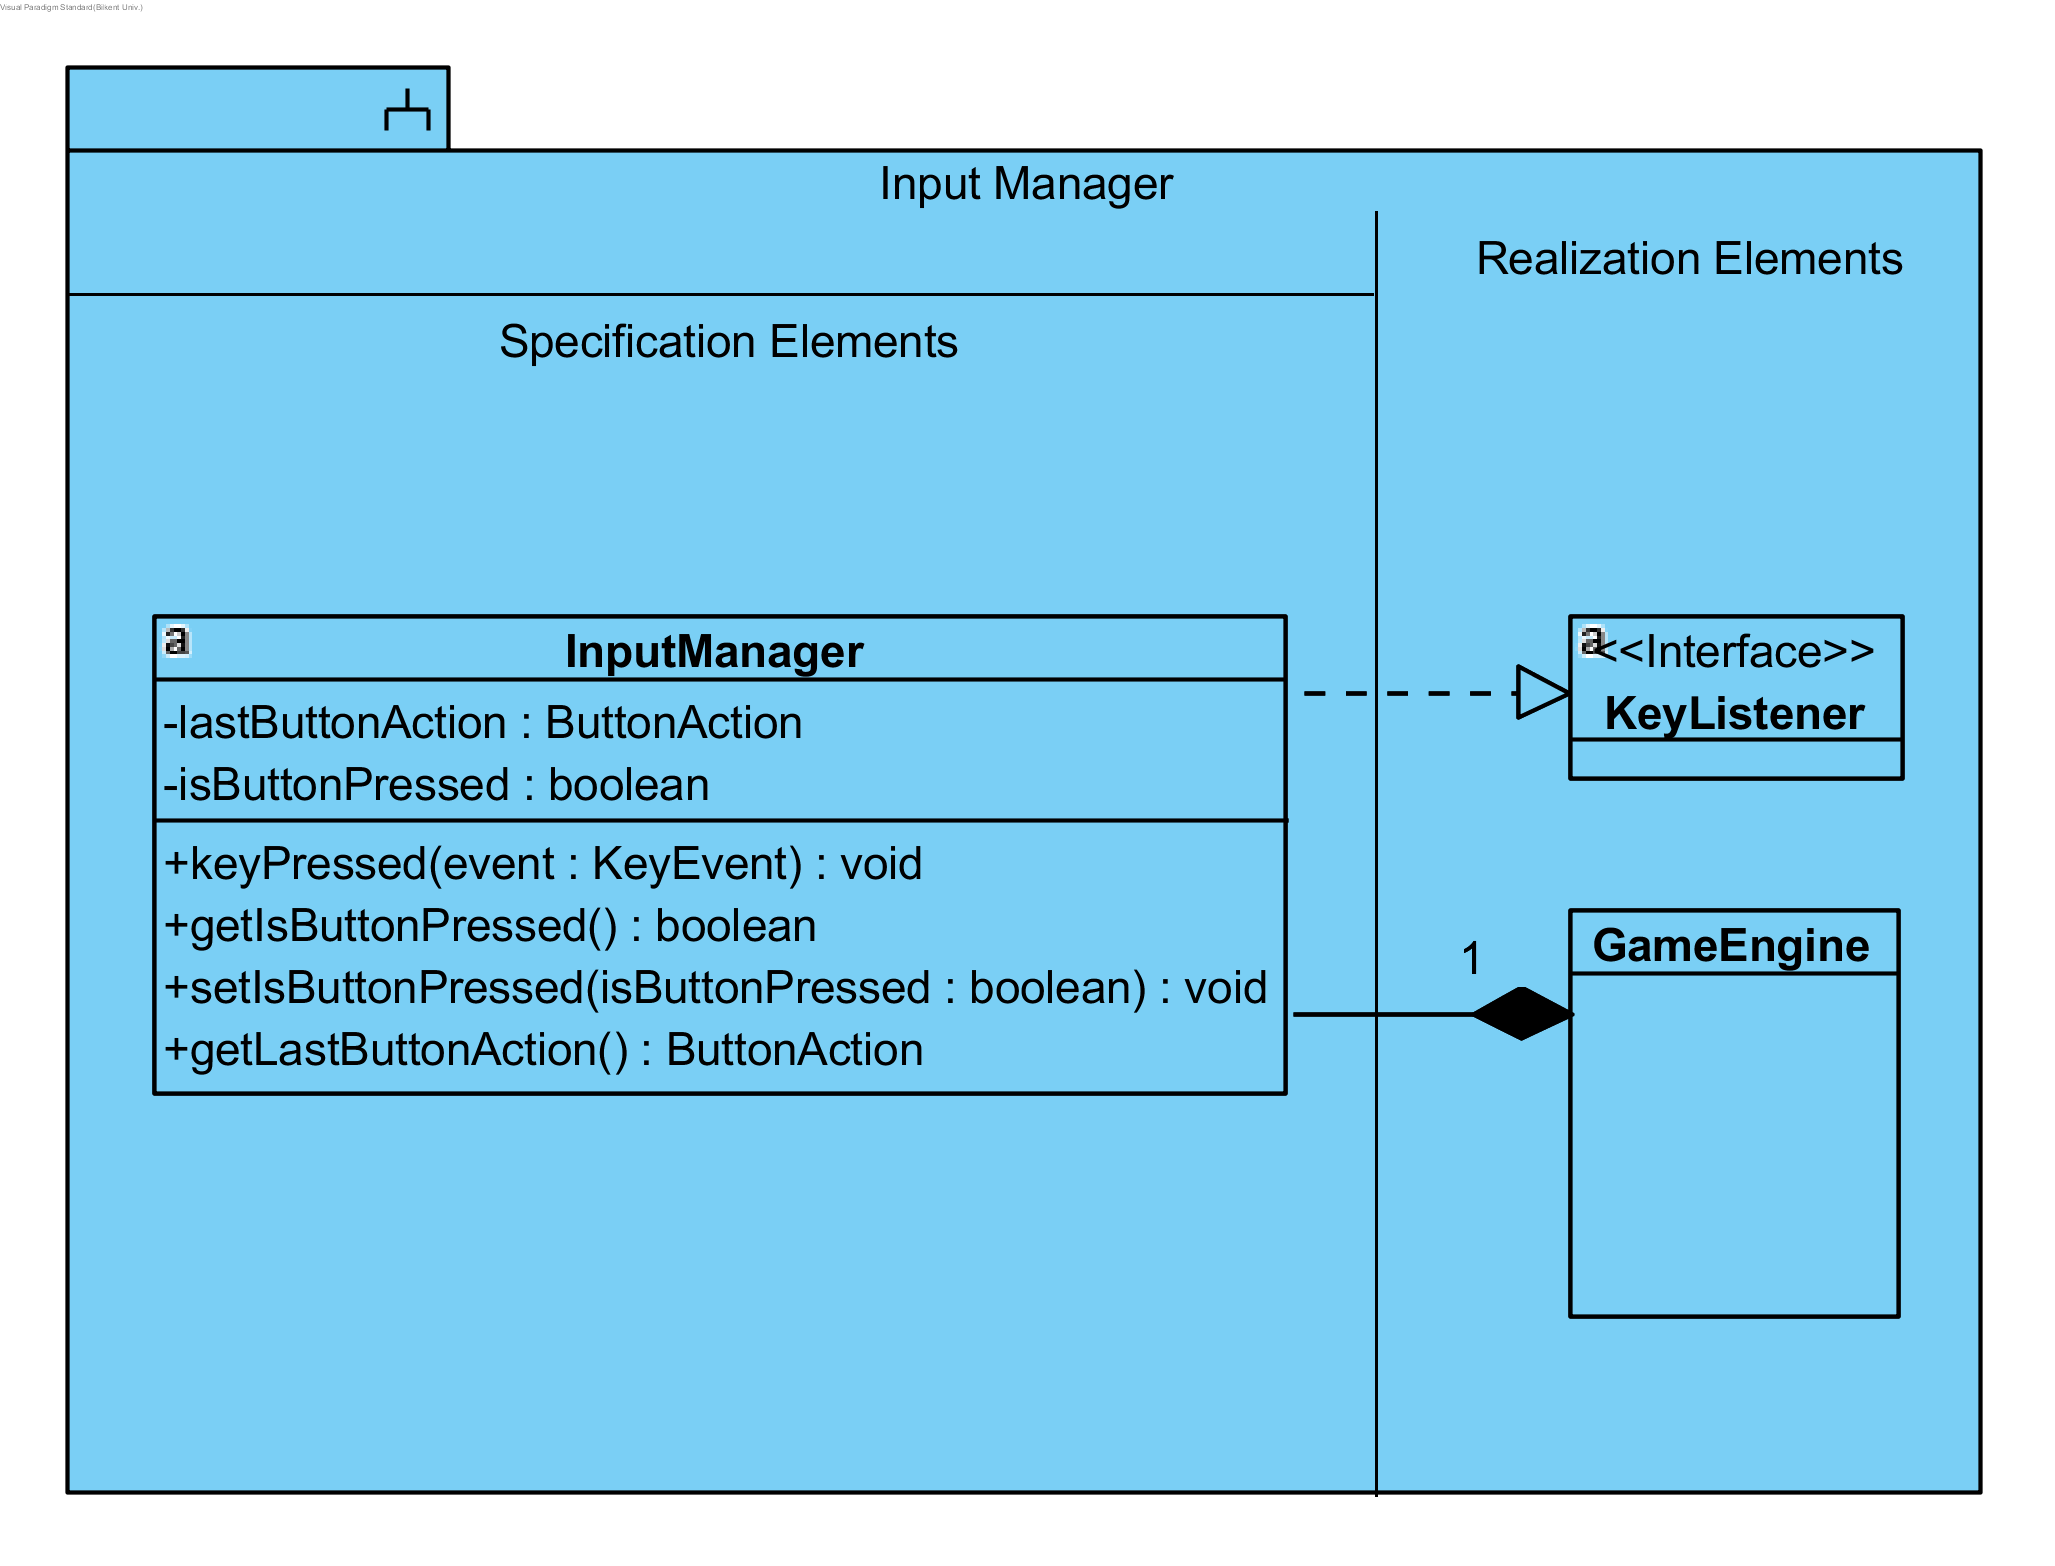 Visual Paradigm Standard(Bilkent Univ.)
Input Manager
Realization Elements
Specification Elements
a
InputManager
-lastButtonAction : ButtonAction
-isButtonPressed : boolean
+keyPressed(event : KeyEvent) : void
+getIsButtonPressed() : boolean
+setIsButtonPressed(isButtonPressed : boolean) : void
+getLastButtonAction() : ButtonAction
a
<<Interface>>
KeyListener
1
GameEngine